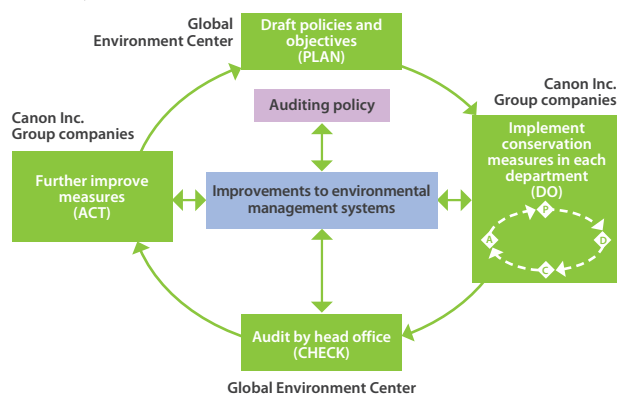 Global
Environment Center
Draft policies and
objectives
(PLAN)
Canon Inc.
Group companies
Auditing policy
Canon Inc.
Group companies
Implement
conservation
measures in each
department
(DO)
Further improve
measures
(ACT)
Improvements to environmental
management systems
P
A
D
C
Audit by head office
(CHECK)
Global Environment Center